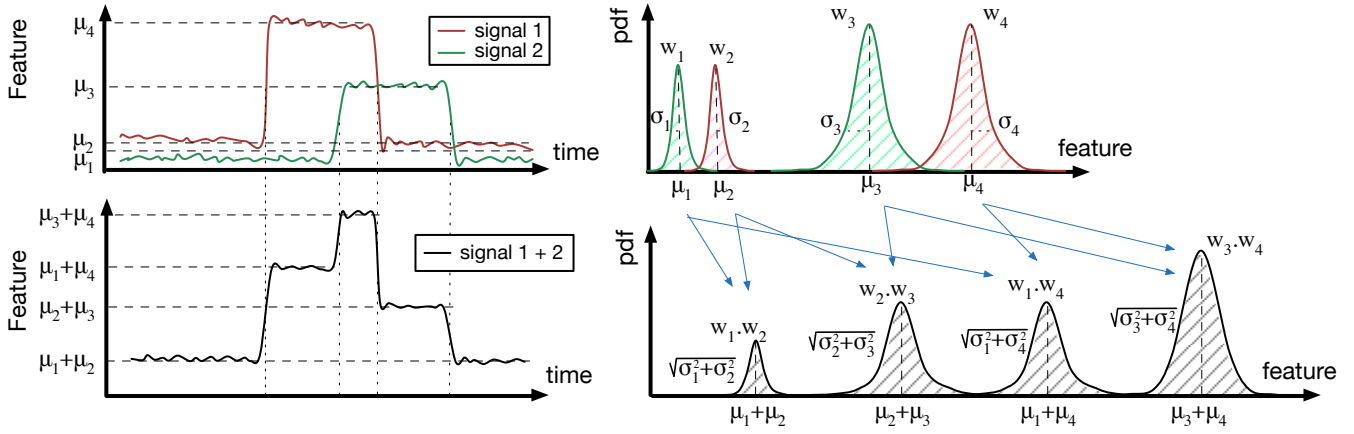 Feature
μ₄
μ₃
μ₂
μ₁
signal 1
signal 2
time
Feature
μ₃+μ₄
μ₁+μ₄
μ₂+μ₃
μ₁+μ₂
signal 1 + 2
time
pdf
w₁
w₂
w₃
w₄
σ₁
σ₂
σ₃
σ₄
feature
μ₁
μ₂
μ₃
μ₄
pdf
w₁.w₂
w₂.w₃
w₁.w₄
w₃.w₄
√σ₁²+σ₂²
√σ₂²+σ₃²
√σ₁²+σ₄²
√σ₃²+σ₄²
feature
μ₁+μ₂
μ₂+μ₃
μ₁+μ₄
μ₃+μ₄